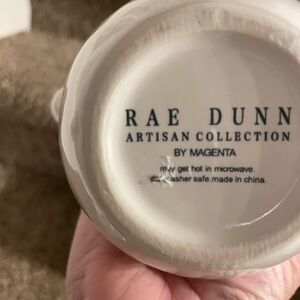 RAE DUNN
ARTISAN COLLECTION
BY MAGENTA
may get hot in microwave.
dishwasher safe.made in china.